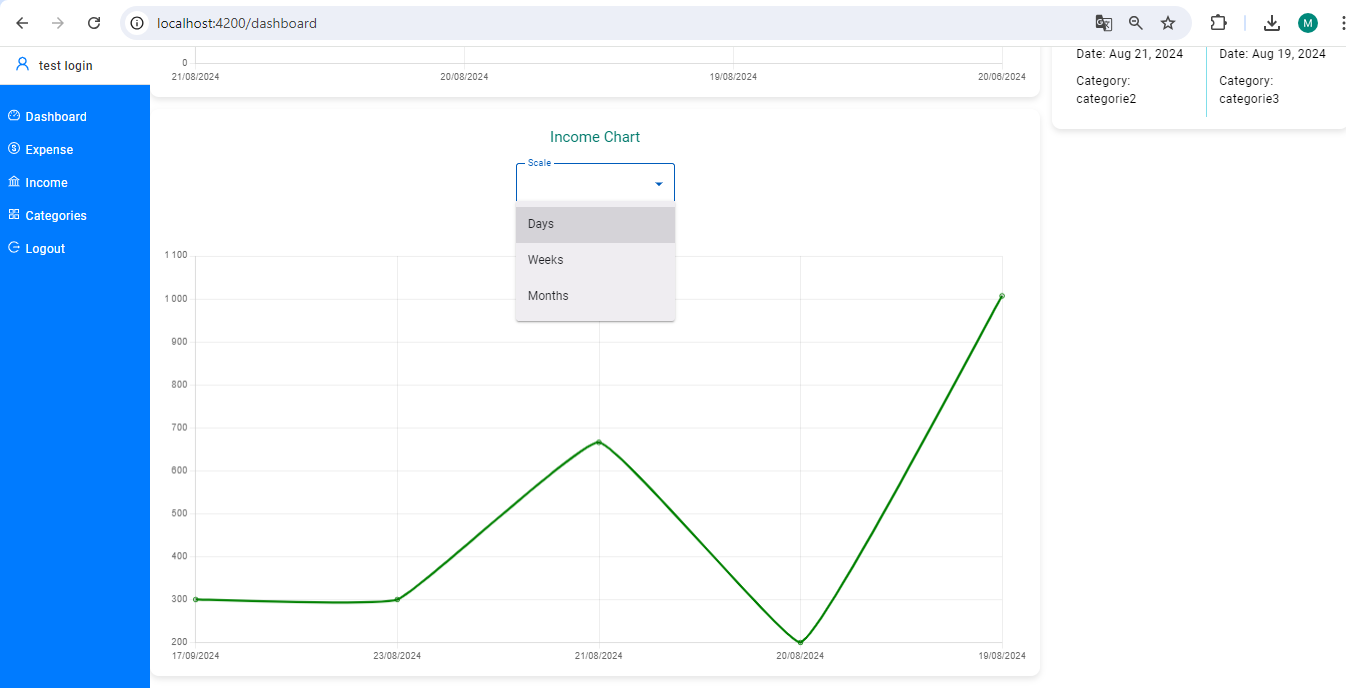 localhost:4200/dashboard
M
test login
Dashboard
Expense
Income
Categories
Logout
0
21/08/2024
20/08/2024
19/08/2024
20/06/2024
Date: Aug 21, 2024
Category:
categorie2
Date: Aug 19, 2024
Category:
categorie3
Income Chart
Scale
Days
Weeks
Months
1 100
1 000
900
800
700
600
500
400
300
200
17/09/2024
23/08/2024
21/08/2024
20/08/2024
19/08/2024